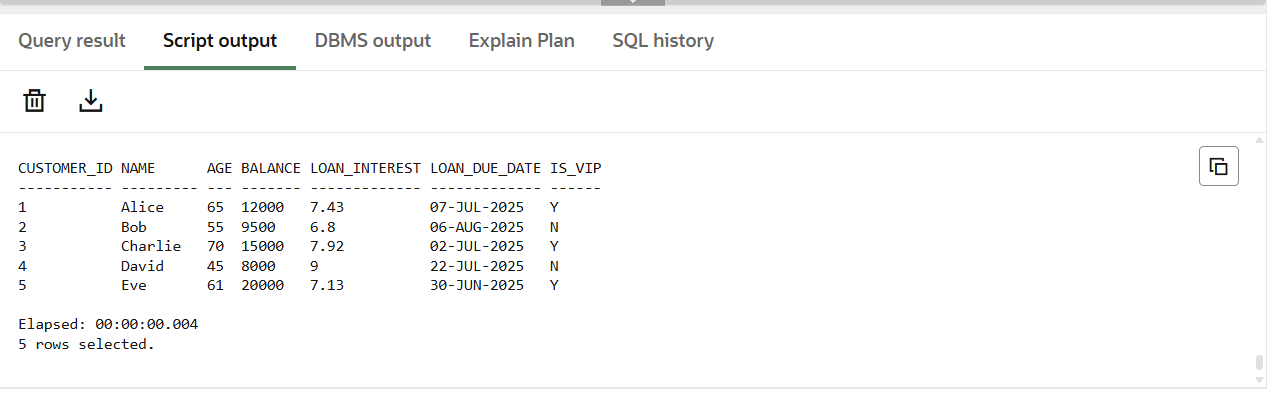 Query result Script output DBMS output Explain Plan SQL history
CUSTOMER_ID NAME      AGE BALANCE LOAN_INTEREST LOAN_DUE_DATE IS_VIP
----------- --------- --- ------- ------------- ------------- ------
1           Alice     65  12000   7.43          07-JUL-2025   Y
2           Bob       55  9500    6.8           06-AUG-2025   N
3           Charlie   70  15000   7.92          02-JUL-2025   Y
4           David     45  8000    9             22-JUL-2025   N
5           Eve       61  20000   7.13          30-JUN-2025   Y
Elapsed: 00:00:00.004
5 rows selected.